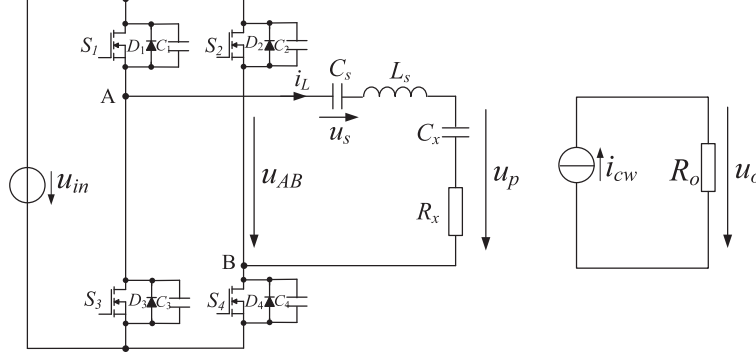 S1 D1 C1 S2 D2 C2
iL Cs Ls
A
us
Cx
uin uAB up icw Ro
Rx
B
S3 D3 C3 S4 D4 C4